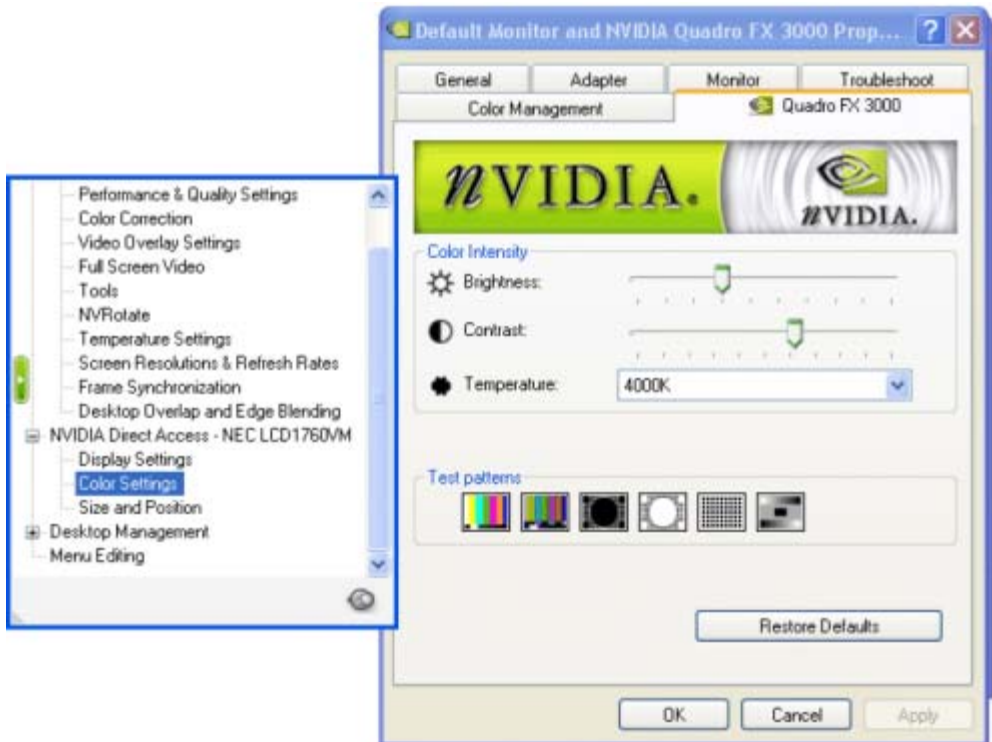 Default Monitor and NVIDIA Quadro FX 3000 Prop...
General Adapter Monitor Troubleshoot
Color Management Quadro FX 3000
NVIDIA.
NVIDIA.
Performance & Quality Settings
Color Correction
Video Overlay Settings
Full Screen Video
Tools
NVRotate
Temperature Settings
Screen Resolutions & Refresh Rates
Frame Synchronization
Desktop Overlap and Edge Blending
NVIDIA Direct Access - NEC LCD1760VM
Display Settings
Color Settings
Size and Position
Desktop Management
Menu Editing
Color Intensity
Brightness:
Contrast:
Temperature: 4000K
Test patterns
Restore Defaults
OK Cancel Apply